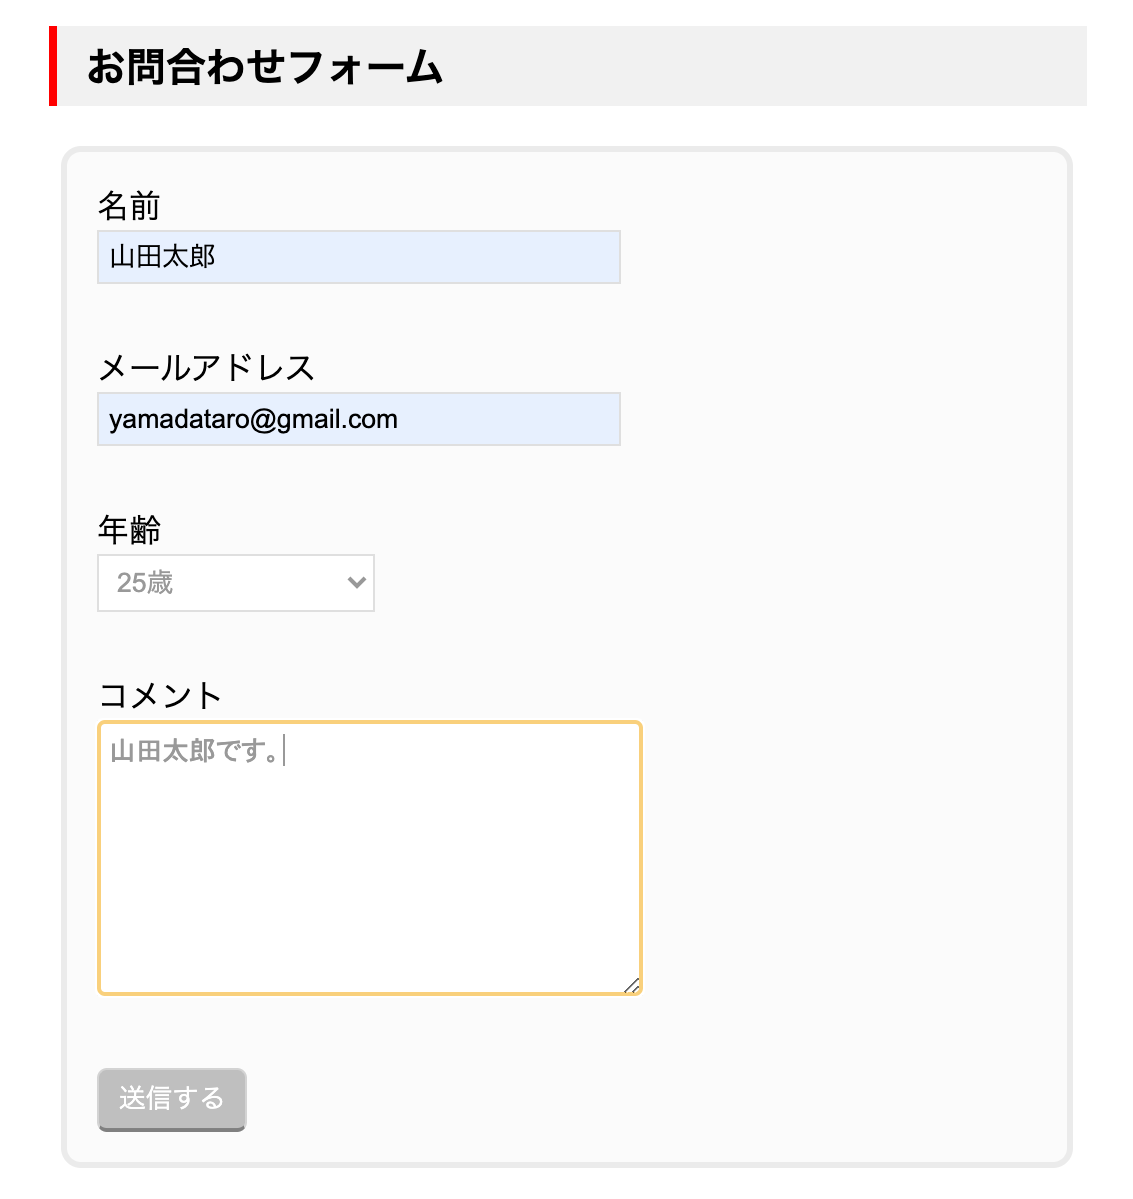 お問合わせフォーム
名前
山田太郎
メールアドレス
yamadataro@gmail.com
年齢
25歳
コメント
山田太郎です。
送信する